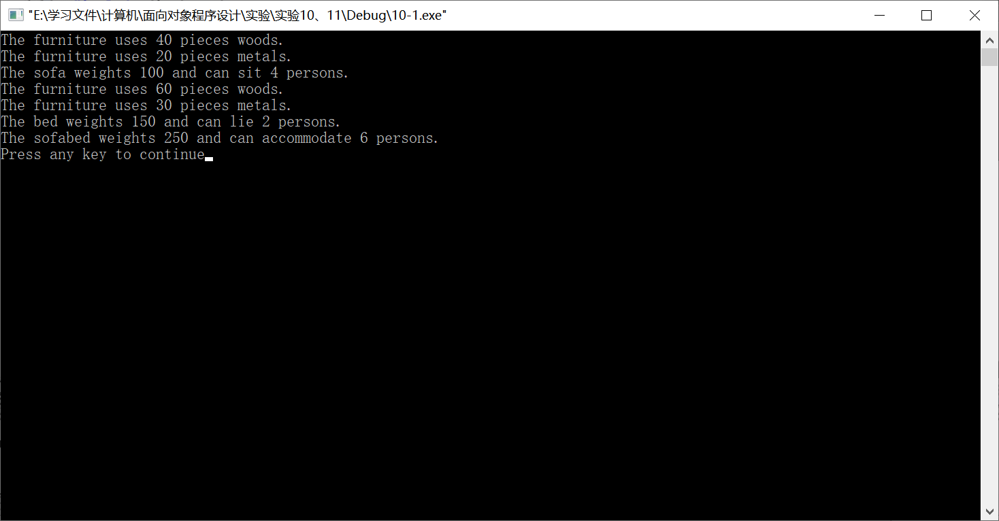 "E:\学习文件\计算机\面向对象程序设计\实验\实验10、11\Debug\10-1.exe"
The furniture uses 40 pieces woods.
The furniture uses 20 pieces metals.
The sofa weights 100 and can sit 4 persons.
The furniture uses 60 pieces woods.
The furniture uses 30 pieces metals.
The bed weights 150 and can lie 2 persons.
The sofabed weights 250 and can accommodate 6 persons.
Press any key to continue